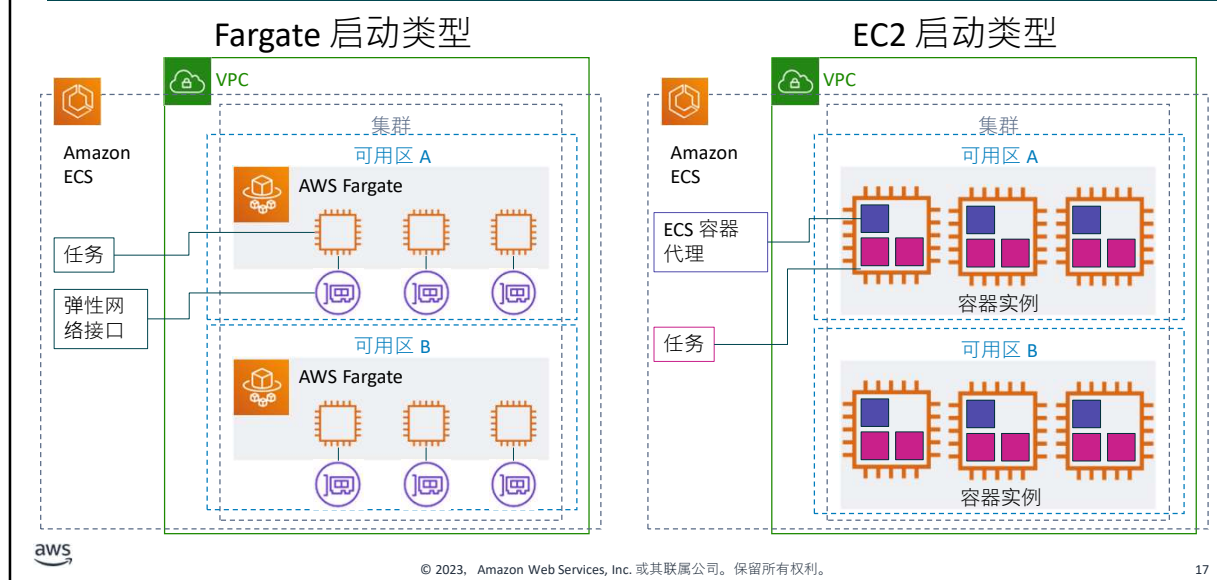 Fargate 启动类型
VPC
Amazon
ECS
集群
可用区 A
AWS Fargate
任务
弹性网
络接口
可用区 B
AWS Fargate
EC2 启动类型
VPC
Amazon
ECS
集群
可用区 A
ECS 容器
代理
容器实例
任务
可用区 B
容器实例
aws
© 2023， Amazon Web Services, Inc. 或其联属公司。保留所有权利。
17